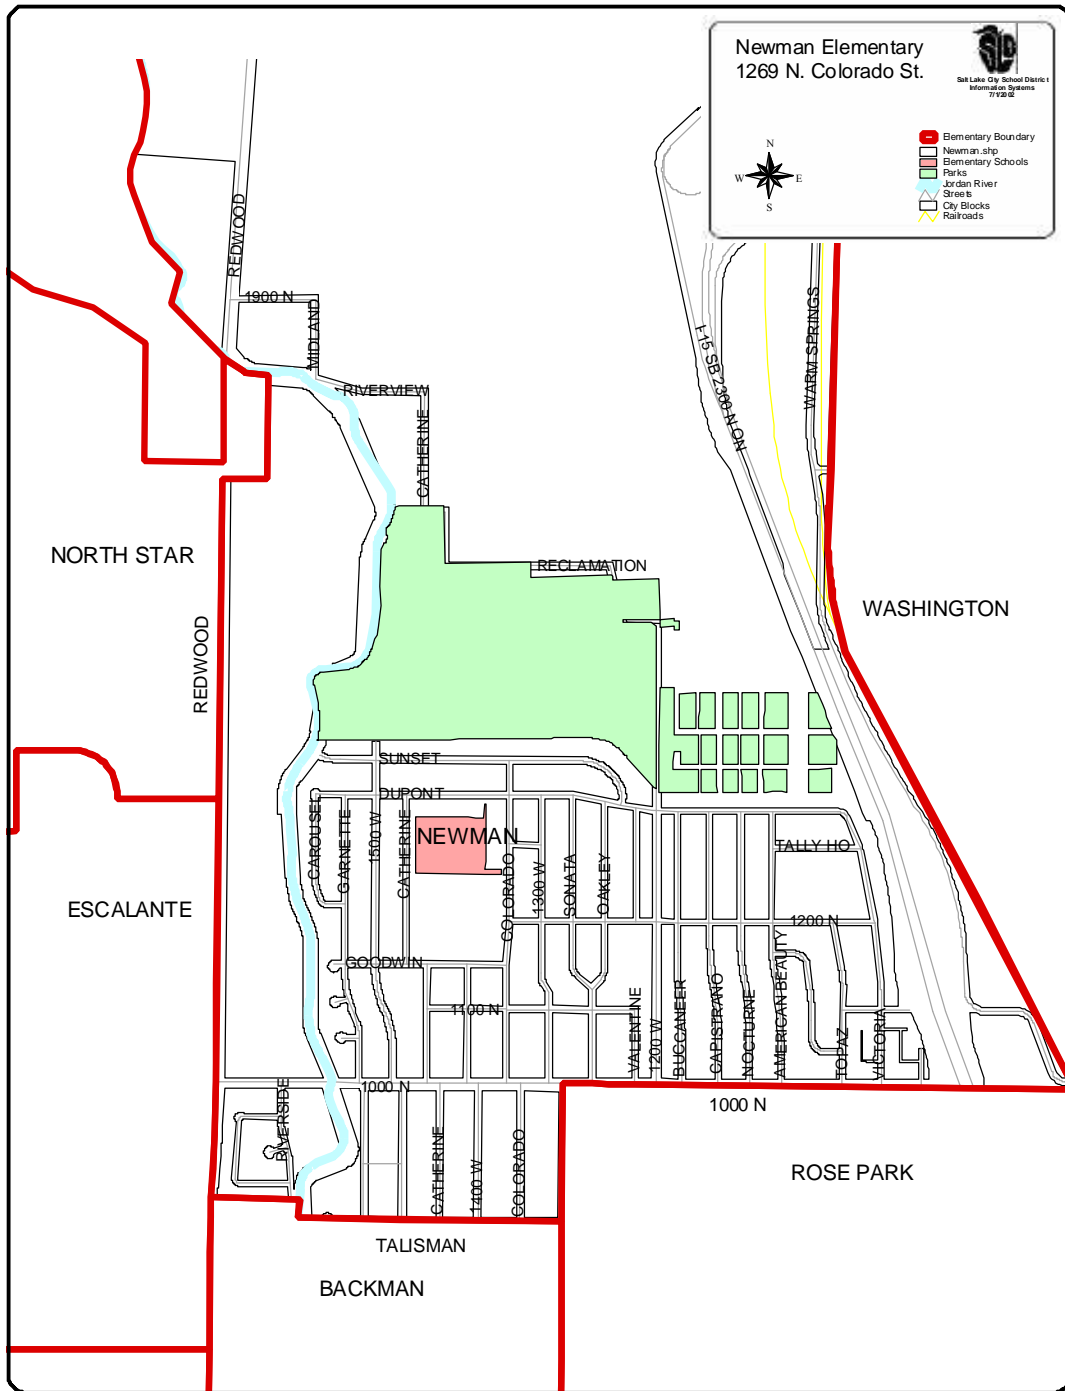 Newman Elementary
1269 N. Colorado St.
Salt Lake City School District
Information Systems
7/1/2002
N
W
E
S
Elementary Boundary
Newman.shp
Elementary Schools
Parks
Jordan River
Streets
City Blocks
Railroads
REDWOOD
1900 N
MIDLAND
RIVERVIEW
CATHERINE
I-15 SB 2300 N ON
WARM SPRINGS
NORTH STAR
RECLAMATION
WASHINGTON
REDWOOD
SUNSET
DUPONT
CAROUSEL
GARNETTE
1500 W
CATHERINE
NEWMAN
COLORADO
1300 W
SONATA
OAKLEY
TALLY HO
ESCALANTE
1200 N
GOODWIN
1100 N
VALENTINE
1200 W
BUCCANEER
CAPISTRANO
NOCTURNE
AMERICAN BEAUTY
TOPAZ
VICTORIA
1000 N
1000 N
RIVERSIDE
CATHERINE
1400 W
COLORADO
ROSE PARK
TALISMAN
BACKMAN